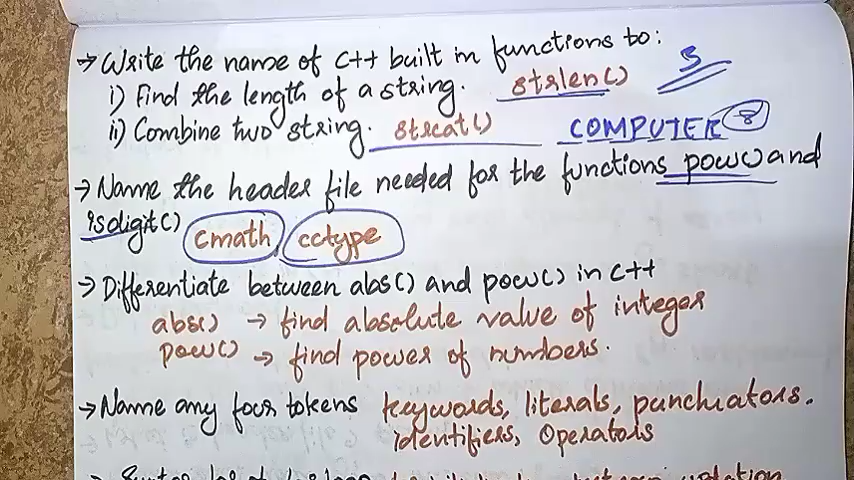 → Write the name of C++ built in functions to:
i) Find the length of a string. strlen() 5
ii) Combine two string. strcat() COMPUTER 8
→ Name the header file needed for the functions pow() and
isdigit() cmath, cctype
→ Differentiate between abs() and pow() in C++
abs() → find absolute value of integer
pow() → find power of numbers.
→ Name any four tokens keywords, literals, punctuators.
identifiers, Operators